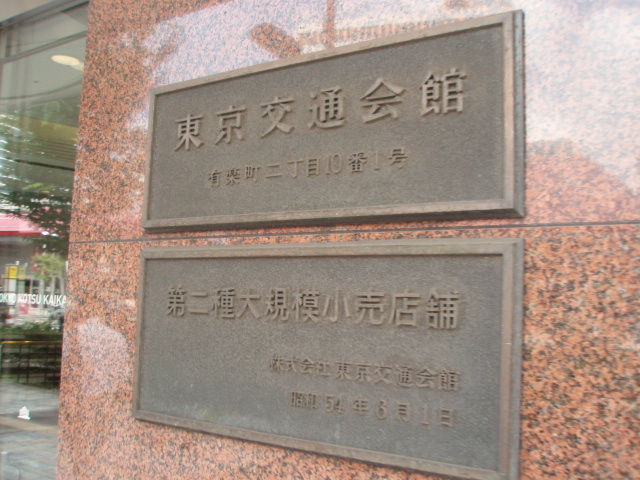 東京交通会館
有楽町二丁目10番1号
第二種大規模小売店舗
株式会社東京交通会館
昭和54年6月1日
KOTSU KAIKA